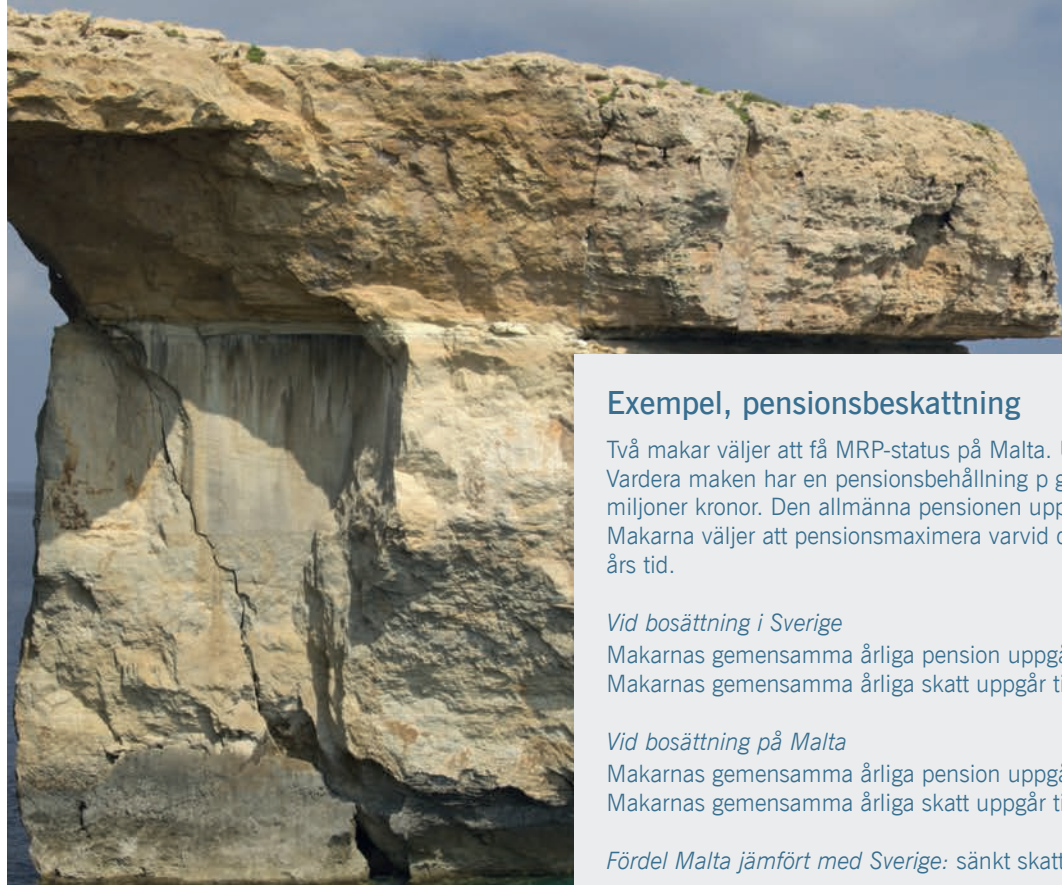 Exempel, pensionsbeskattning
Två makar väljer att få MRP-status på Malta.
Vardera maken har en pensionsbehållning p g
miljoner kronor. Den allmänna pensionen upp
Makarna väljer att pensionsmaximera varvid
års tid.
Vid bosättning i Sverige
Makarnas gemensamma årliga pension uppgå
Makarnas gemensamma årliga skatt uppgår ti
Vid bosättning på Malta
Makarnas gemensamma årliga pension uppgå
Makarnas gemensamma årliga skatt uppgår ti
Fördel Malta jämfört med Sverige: sänkt skatt